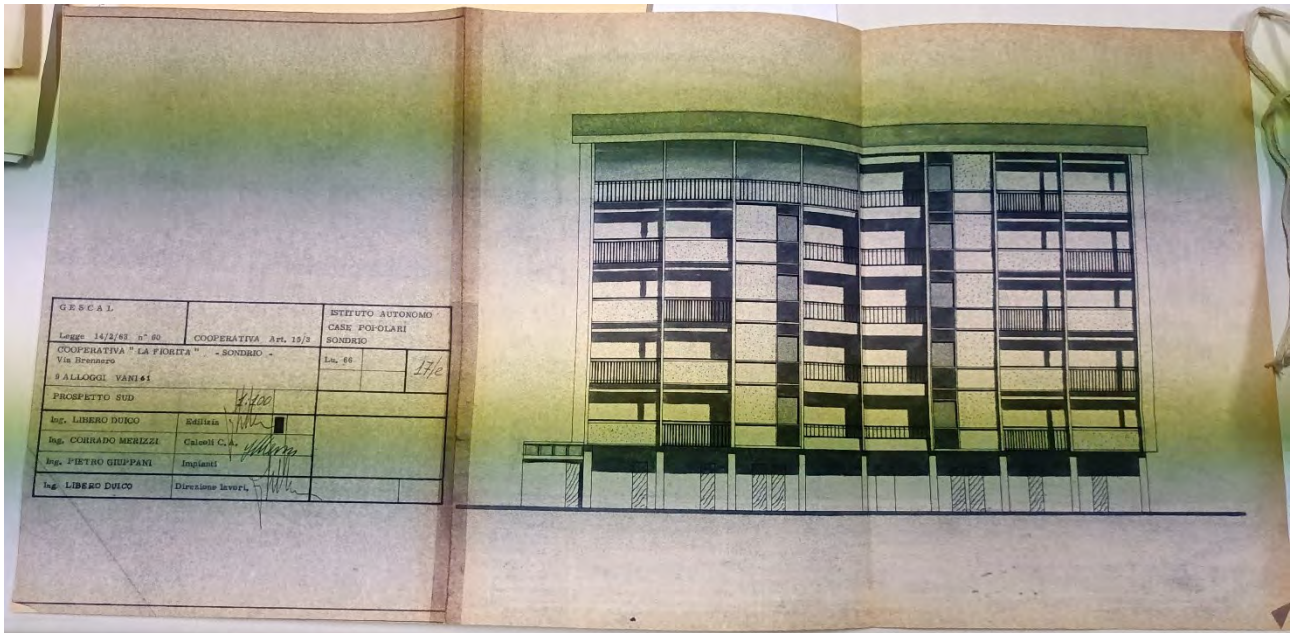 GESCAL
Legge 14/2/63 n° 60
COOPERATIVA Art. 15/3
ISTITUTO AUTONOMO
CASE POPOLARI
SONDRIO
COOPERATIVA "LA FIORITA" - SONDRIO -
Via Brennero
9 ALLOGGI VANI 61
Lu. 66
17/e
PROSPETTO SUD
1:100
Ing. LIBERO DUICO Edilizia
Ing. CORRADO MERIZZI Calcoli C.A.
Ing. PIETRO GIUPPANI Impianti
Ing. LIBERO DUICO Direzione lavori.